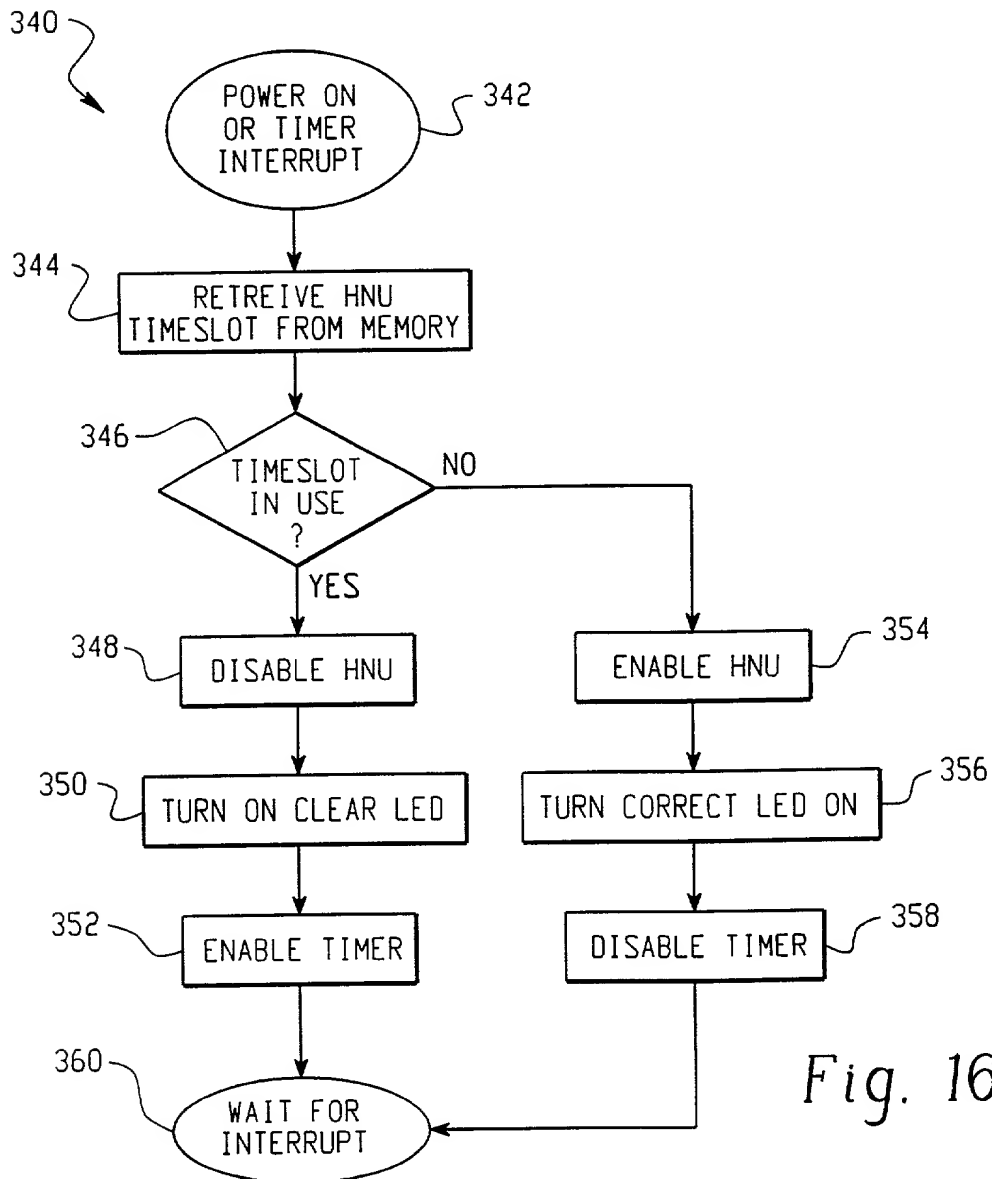 340
POWER ON
OR TIMER
INTERRUPT
342
344
RETREIVE HNU
TIMESLOT FROM MEMORY
346
TIMESLOT
IN USE
?
NO
YES
348
DISABLE HNU
354
ENABLE HNU
350
TURN ON CLEAR LED
356
TURN CORRECT LED ON
352
ENABLE TIMER
358
DISABLE TIMER
360
WAIT FOR
INTERRUPT
Fig. 16